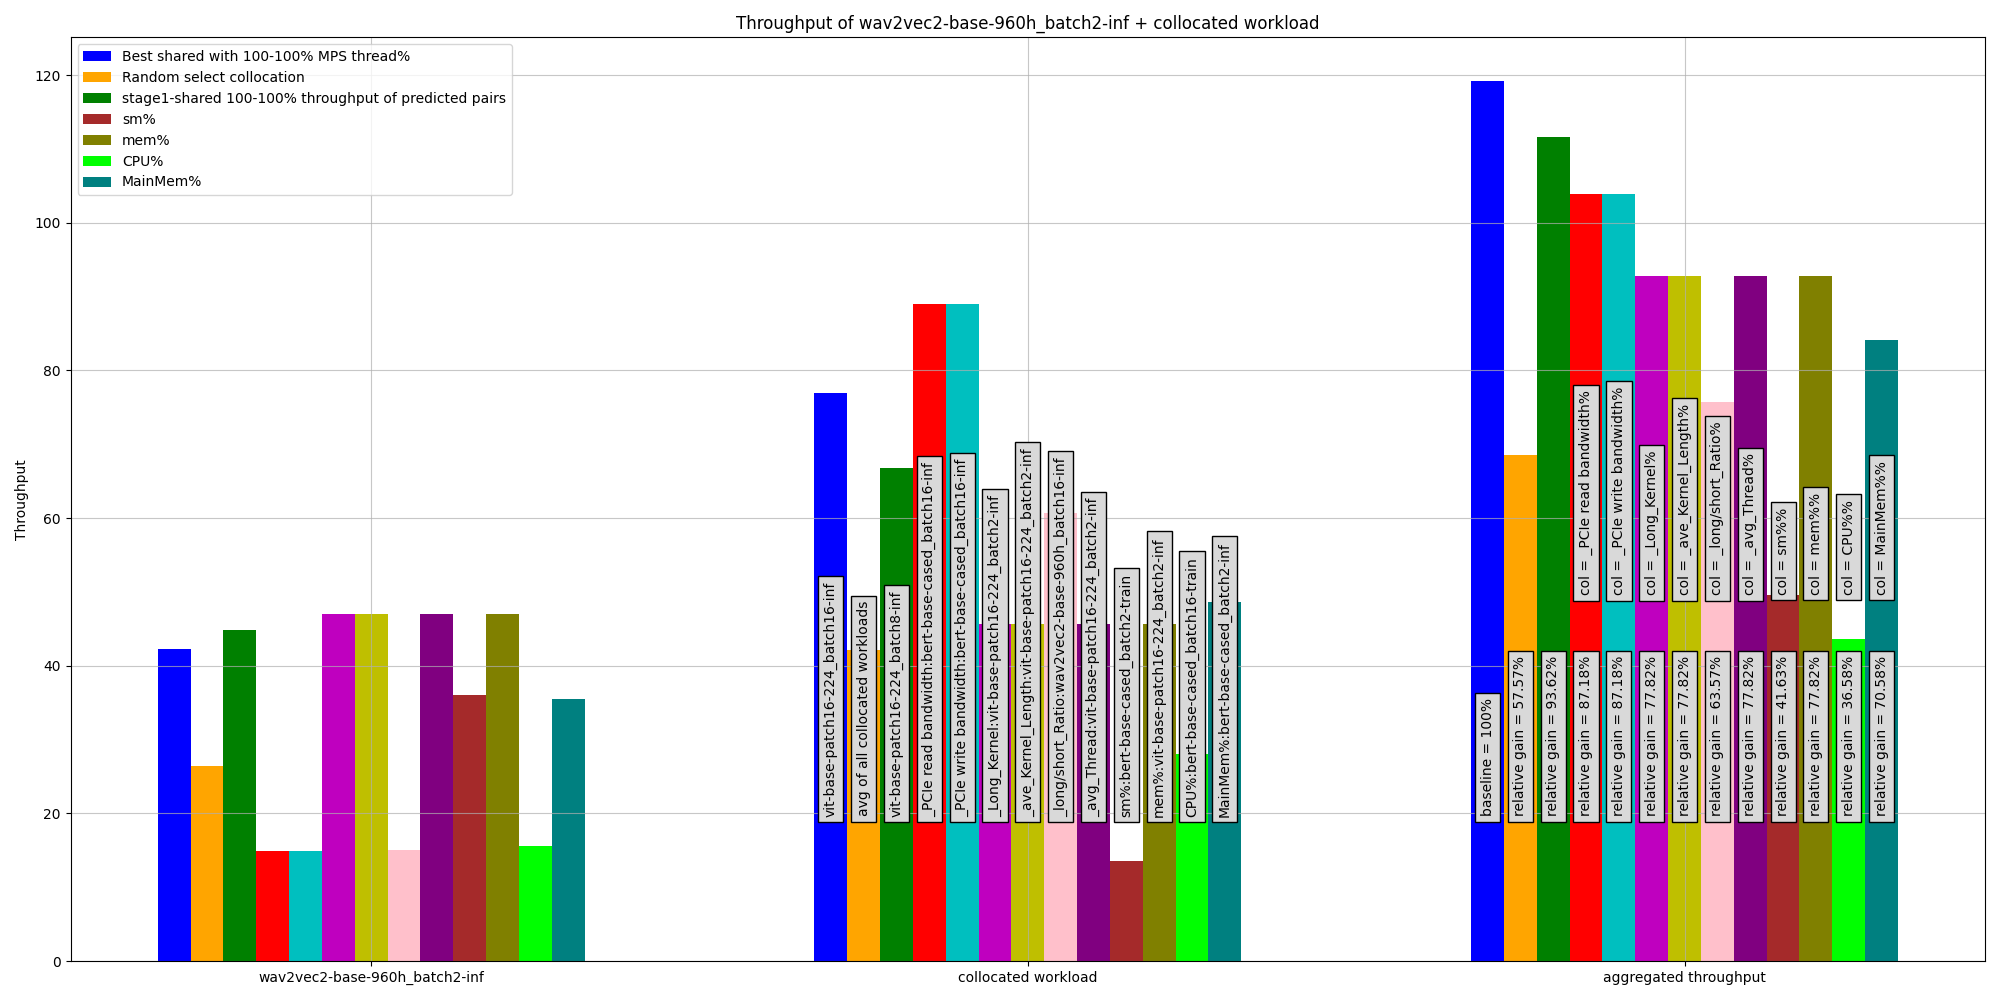 Throughput of wav2vec2-base-960h_batch2-inf + collocated workload
Best shared with 100-100% MPS thread%
Random select collocation
stage1-shared 100-100% throughput of predicted pairs
sm%
mem%
CPU%
MainMem%
Throughput
120
100
80
60
40
20
0
vit-base-patch16-224_batch16-inf
avg of all collocated workloads
vit-base-patch16-224_batch8-inf
_PCIe read bandwidth:bert-base-cased_batch16-inf
_PCIe write bandwidth:bert-base-cased_batch16-inf
_Long_Kernel:vit-base-patch16-224_batch2-inf
_ave_Kernel_Length:vit-base-patch16-224_batch2-inf
_long/short_Ratio:wav2vec2-base-960h_batch16-inf
_avg_Thread:vit-base-patch16-224_batch2-inf
sm%:bert-base-cased_batch2-train
mem%:vit-base-patch16-224_batch2-inf
CPU%:bert-base-cased_batch16-train
MainMem%:bert-base-cased_batch2-inf
col = _PCIe read bandwidth%
col = _PCIe write bandwidth%
col = _Long_Kernel%
col = _ave_Kernel_Length%
col = _long/short_Ratio%
col = _avg_Thread%
col = sm%%
col = mem%%
col = CPU%%
col = MainMem%%
baseline = 100%
relative gain = 57.57%
relative gain = 93.62%
relative gain = 87.18%
relative gain = 87.18%
relative gain = 77.82%
relative gain = 77.82%
relative gain = 63.57%
relative gain = 77.82%
relative gain = 41.63%
relative gain = 77.82%
relative gain = 36.58%
relative gain = 70.58%
wav2vec2-base-960h_batch2-inf
collocated workload
aggregated throughput